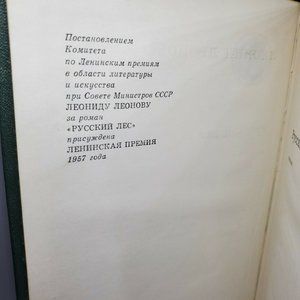 Постановлением
Комитета
по Ленинским премиям
в области литературы
и искусства
при Совете Министров СССР
ЛЕОНИДУ ЛЕОНОВУ
за роман
«РУССКИЙ ЛЕС»
присуждена
ЛЕНИНСКАЯ ПРЕМИЯ
1957 года